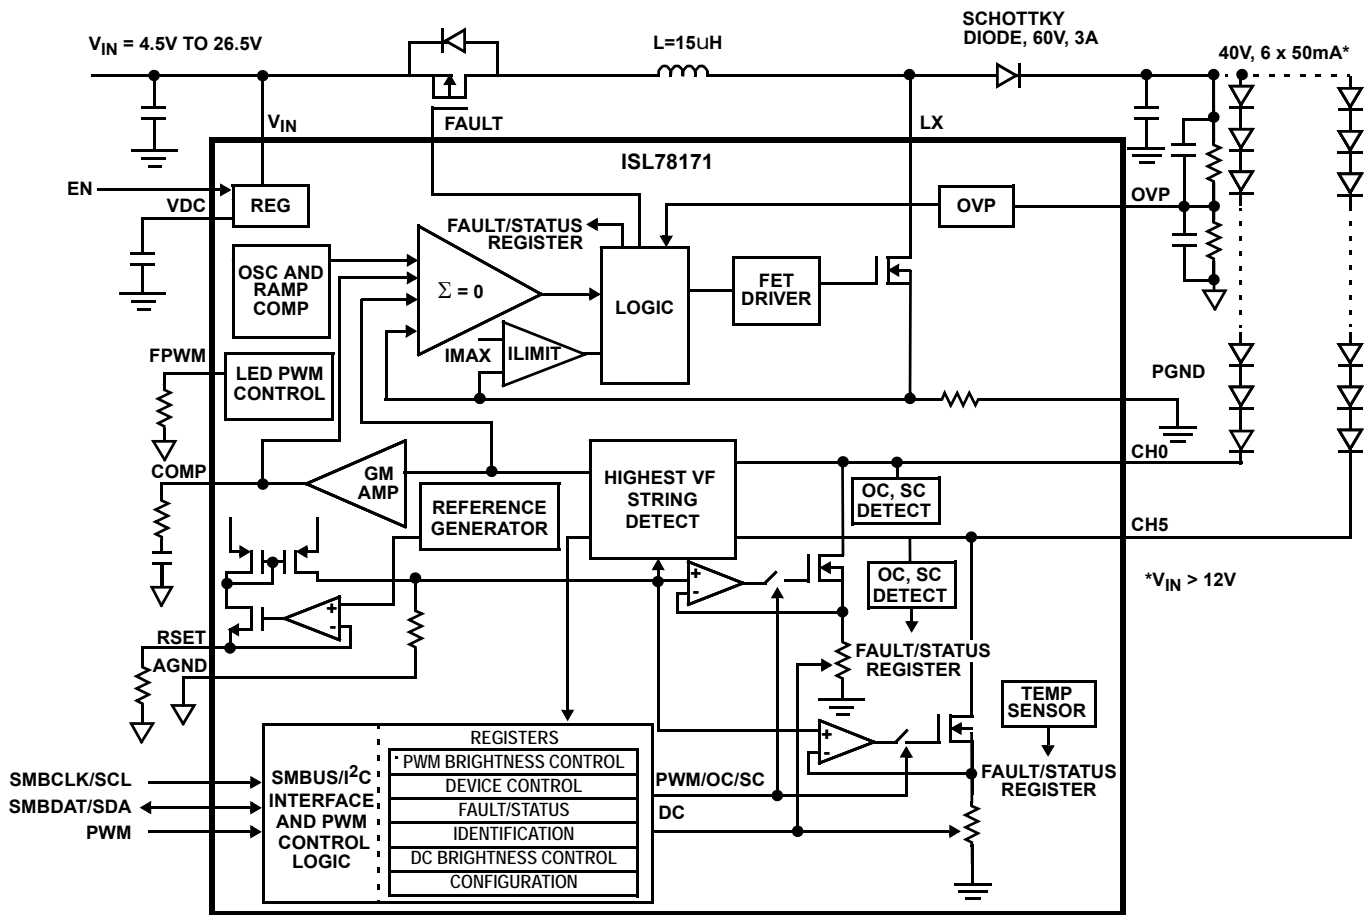 V_IN = 4.5V TO 26.5V
L=15uH
SCHOTTKY
DIODE, 60V, 3A
40V, 6 x 50mA*
V_IN
FAULT
LX
ISL78171
EN
VDC
REG
FAULT/STATUS
REGISTER
OVP
OVP
OSC AND
RAMP
COMP
Σ = 0
LOGIC
FET
DRIVER
IMAX
ILIMIT
FPWM
LED PWM
CONTROL
PGND
COMP
GM
AMP
HIGHEST VF
STRING
DETECT
CH0
OC, SC
DETECT
REFERENCE
GENERATOR
CH5
+
-
OC, SC
DETECT
*V_IN > 12V
+
-
RSET
AGND
FAULT/STATUS
REGISTER
TEMP
SENSOR
+
-
FAULT/STATUS
REGISTER
SMBCLK/SCL
SMBDAT/SDA
PWM
SMBUS/I²C
INTERFACE
AND PWM
CONTROL
LOGIC
REGISTERS
PWM BRIGHTNESS CONTROL
DEVICE CONTROL
FAULT/STATUS
IDENTIFICATION
DC BRIGHTNESS CONTROL
CONFIGURATION
PWM/OC/SC
DC